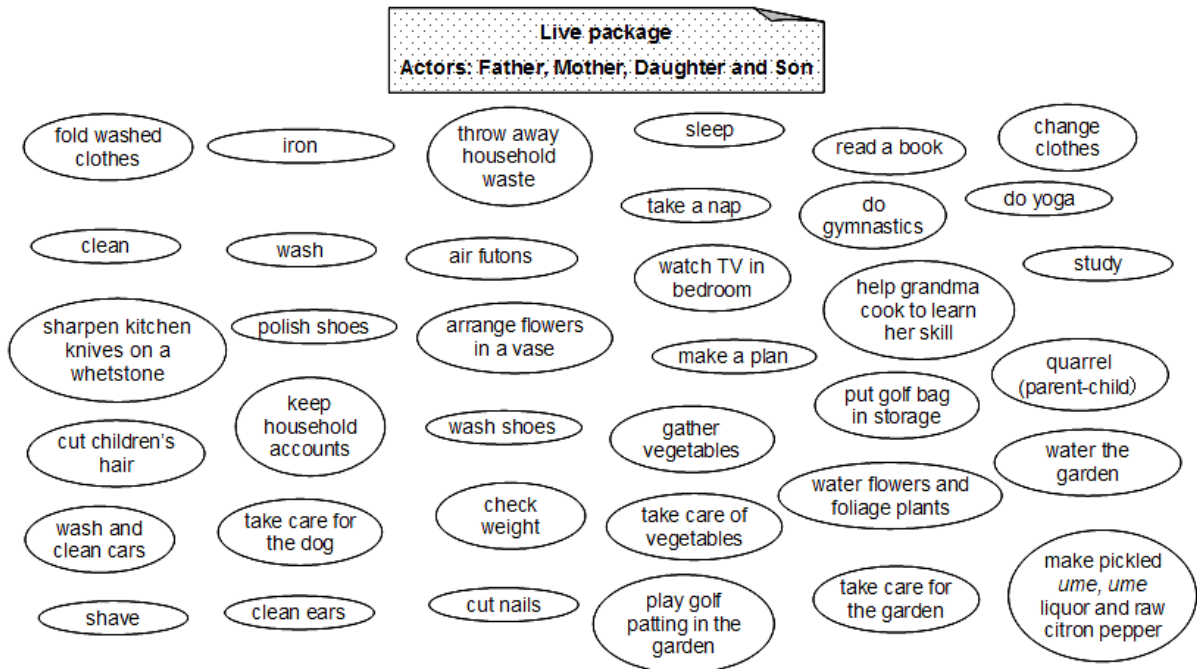 Live package
Actors: Father, Mother, Daughter and Son
fold washed
clothes
iron
throw away
household
waste
sleep
read a book
change
clothes
take a nap
do
gymnastics
do yoga
clean
wash
air futons
watch TV in
bedroom
study
sharpen kitchen
knives on a
whetstone
polish shoes
arrange flowers
in a vase
help grandma
cook to learn
her skill
make a plan
quarrel
(parent-child)
keep
household
accounts
put golf bag
in storage
cut children's
hair
wash shoes
gather
vegetables
water the
garden
water flowers and
foliage plants
wash and
clean cars
take care for
the dog
check
weight
take care of
vegetables
make pickled
ume, ume
liquor and raw
citron pepper
shave
clean ears
cut nails
play golf
patting in the
garden
take care for
the garden